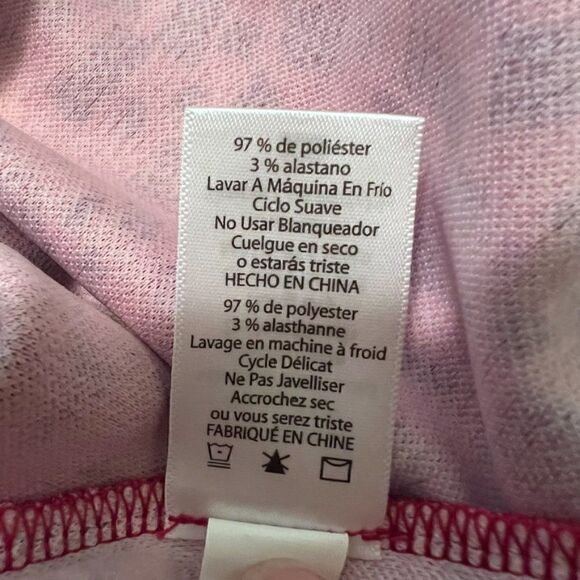 97 % de poliéster
3 % alastano
Lavar A Máquina En Frío
Ciclo Suave
No Usar Blanqueador
Cuelgue en seco
o estarás triste
HECHO EN CHINA
97 % de polyester
3 % alasthanne
Lavage en machine à froid
Cycle Délicat
Ne Pas Javelliser
Accrochez sec
ou vous serez triste
FABRIQUÉ EN CHINE